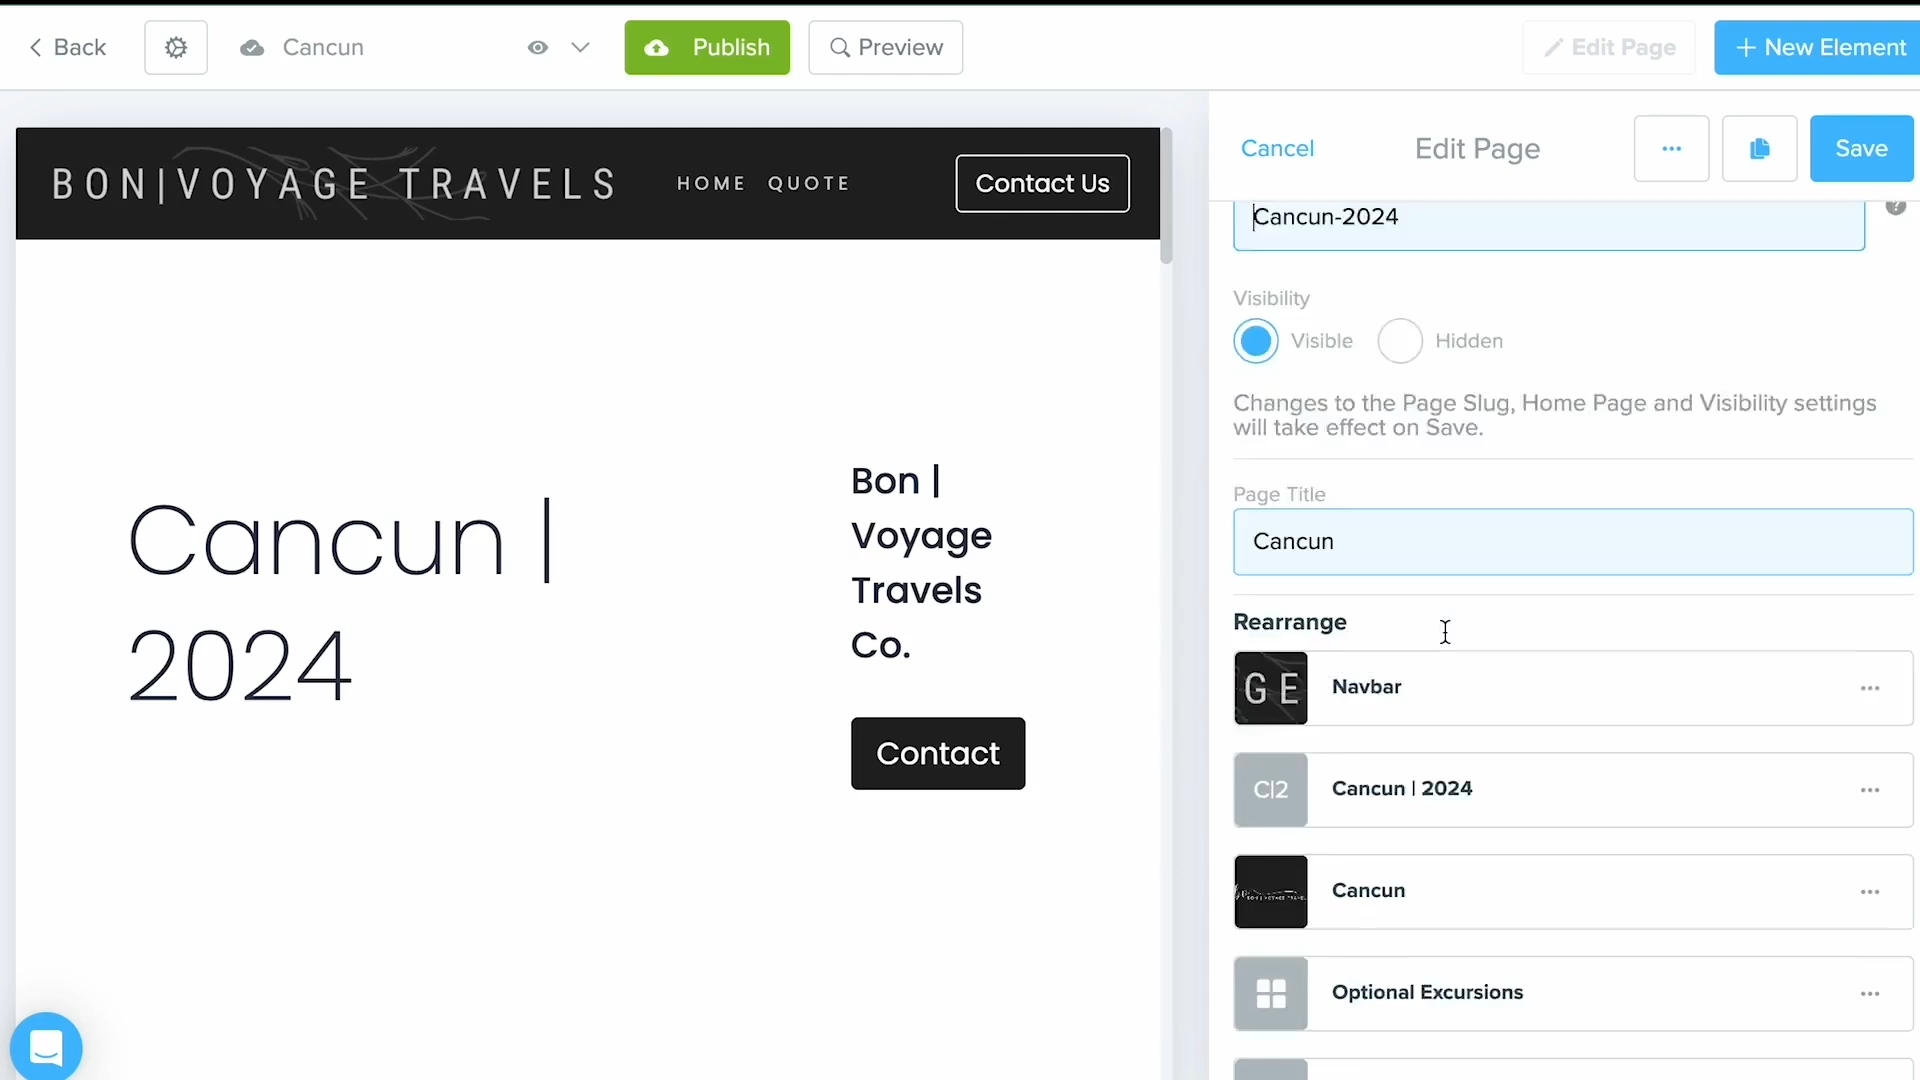 Back
Cancun
Publish
Preview
Edit Page
New Element
BON|VOYAGE TRAVELS
HOME QUOTE
Contact Us
Cancun |
2024
Bon |
Voyage
Travels
Co.
Contact
Cancel
Edit Page
Save
Cancun-2024
Visibility
Visible
Hidden
Changes to the Page Slug, Home Page and Visibility settings
will take effect on Save.
Page Title
Cancun
Rearrange
GE
Navbar
CI2
Cancun | 2024
Cancun
Optional Excursions